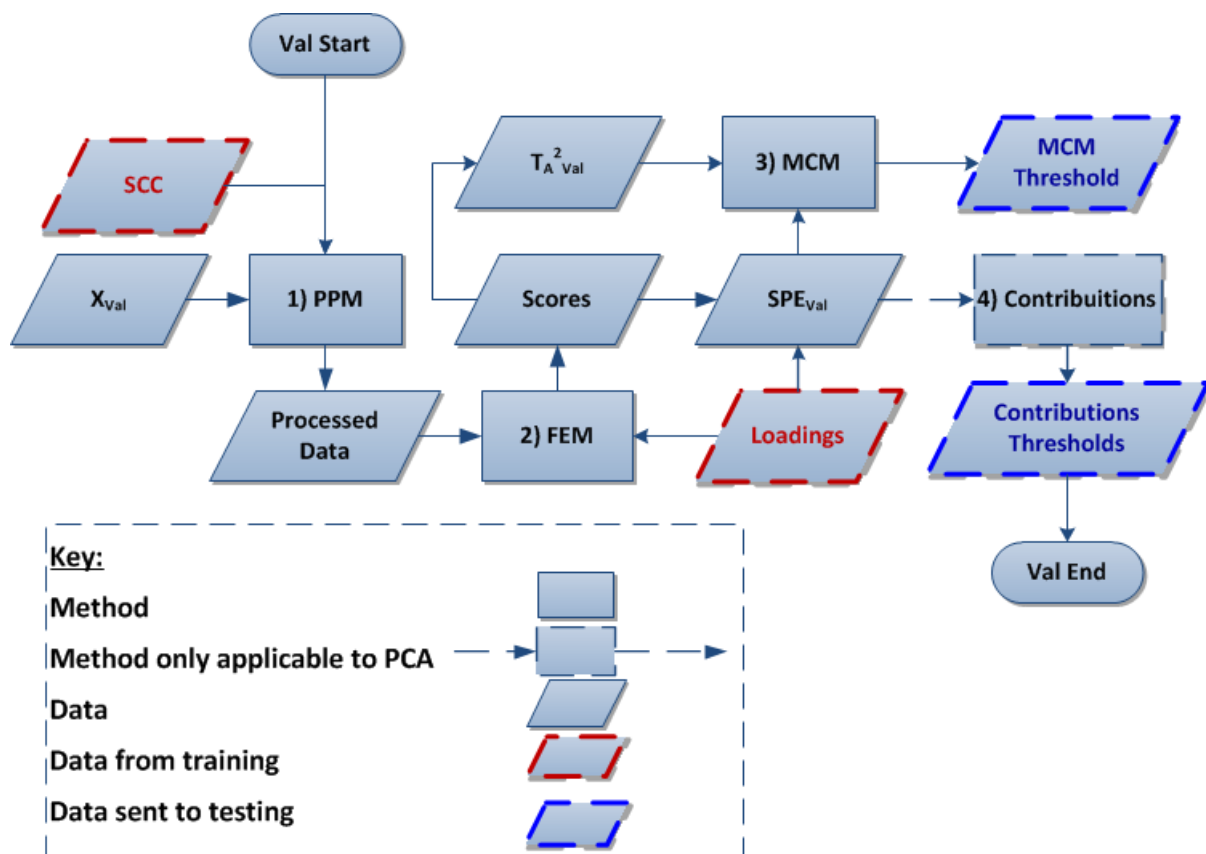 Val Start
SCC
T_A^2_Val
3) MCM
MCM
Threshold
X_Val
1) PPM
Scores
SPE_Val
4) Contribuitions
Processed
Data
2) FEM
Loadings
Contributions
Thresholds
Val End
Key:
Method
Method only applicable to PCA
Data
Data from training
Data sent to testing